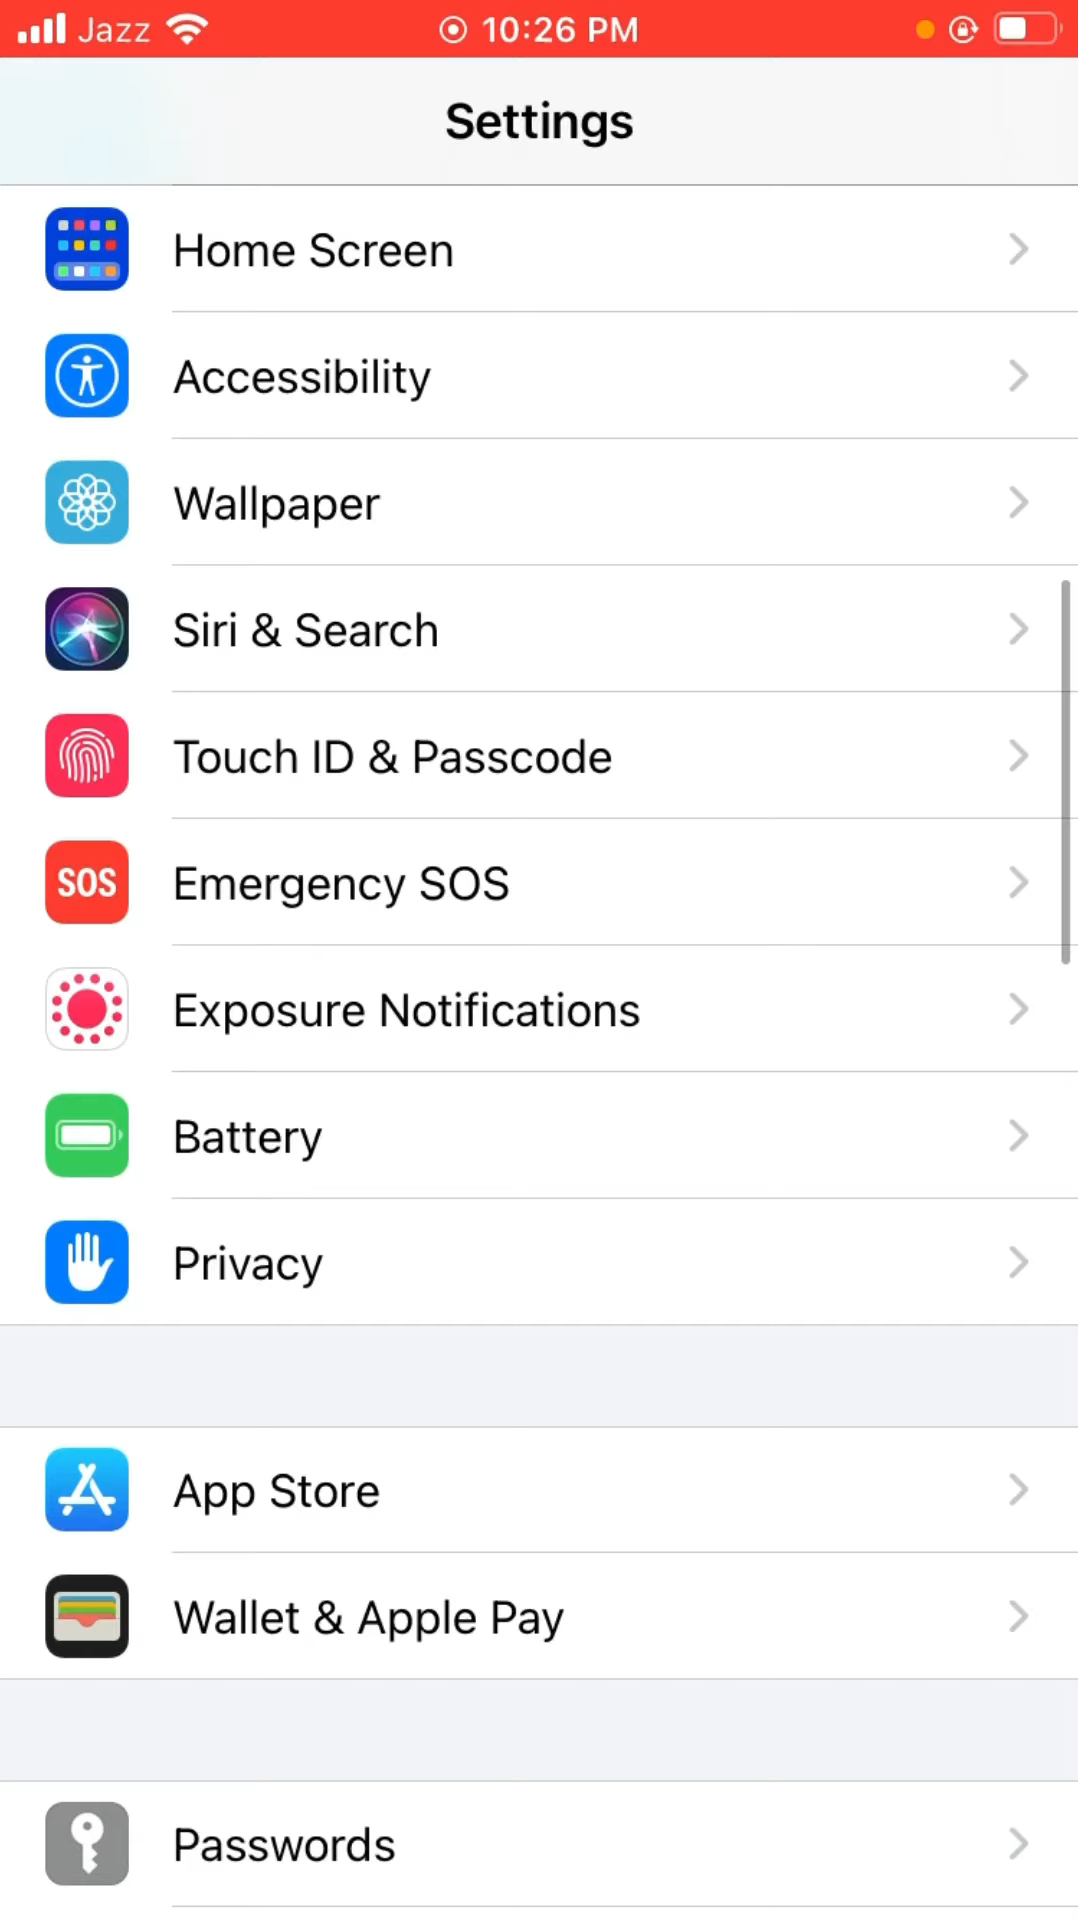 Jazz 10:26 PM
Settings
Home Screen
Accessibility
Wallpaper
Siri & Search
Touch ID & Passcode
SOS Emergency SOS
Exposure Notifications
Battery
Privacy
App Store
Wallet & Apple Pay
Passwords